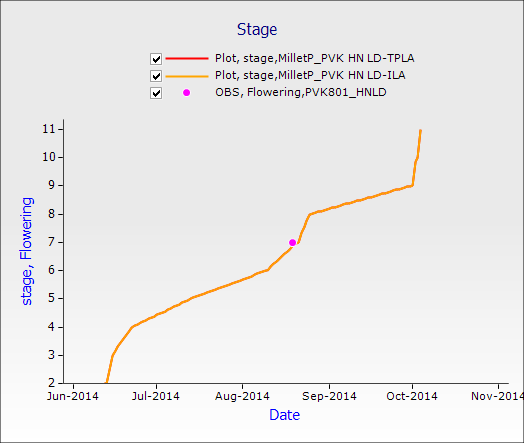 Stage
Plot, stage,MilletP_PVK HN LD-TPLA
Plot, stage,MilletP_PVK HN LD-ILA
OBS, Flowering,PVK801_HNLD
stage, Flowering
11
10
9
8
7
6
5
4
3
2
Jun-2014 Jul-2014 Aug-2014 Sep-2014 Oct-2014 Nov-2014
Date